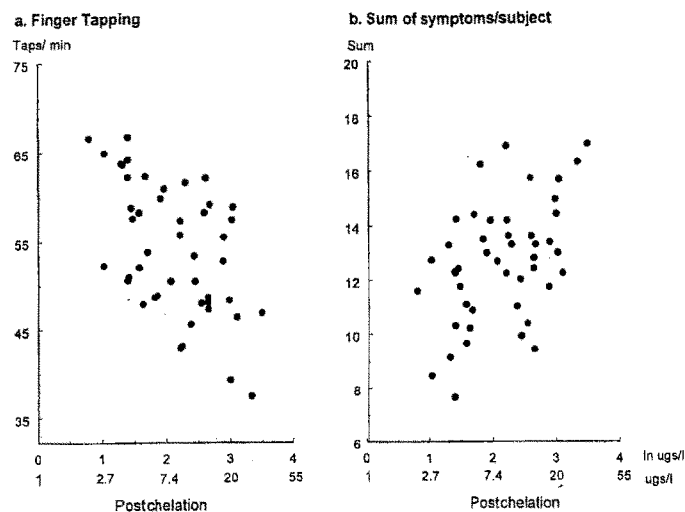 a. Finger Tapping
Taps/ min
75
65
55
45
35
0 1 2 3 4
1 2.7 7.4 20 55
Postchelation
b. Sum of symptoms/subject
Sum
20
18
16
14
12
10
8
6
0 1 2 3 4 ln ugs/l
1 2.7 7.4 20 55 ugs/l
Postchelation